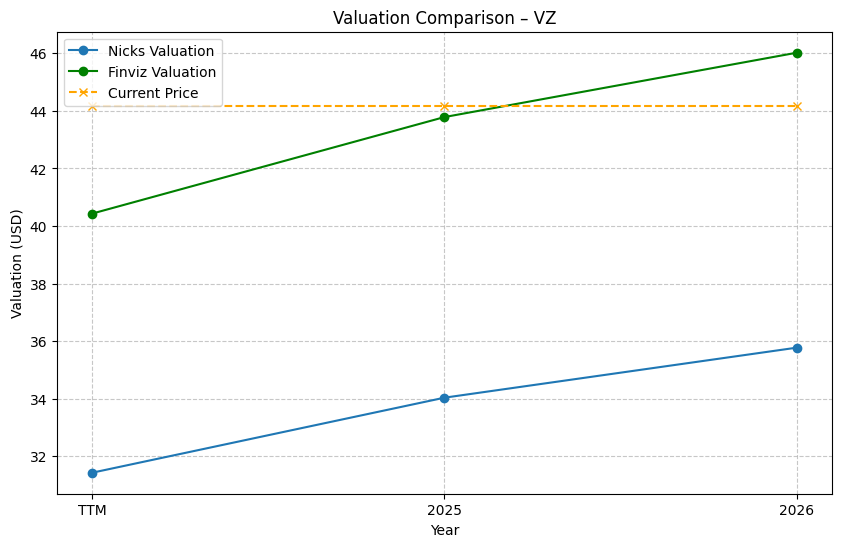 Valuation Comparison – VZ
Nicks Valuation
Finviz Valuation
Current Price
Valuation (USD)
46
44
42
40
38
36
34
32
TTM
2025
2026
Year